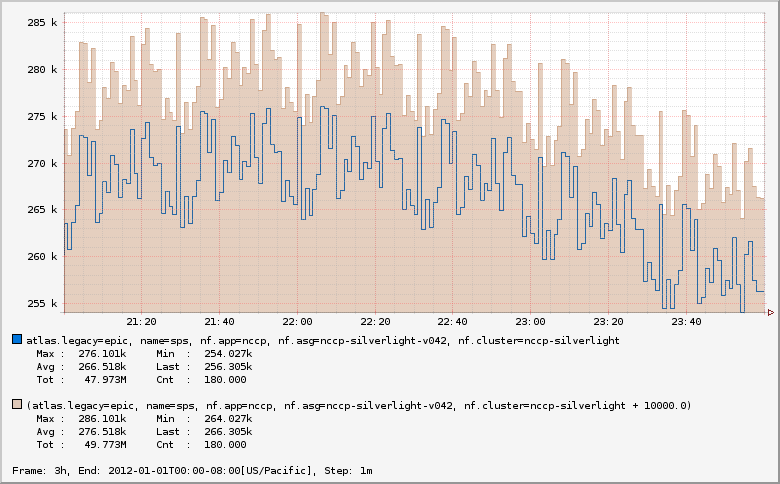 285 k
280 k
275 k
270 k
265 k
260 k
255 k
21:20 21:40 22:00 22:20 22:40 23:00 23:20 23:40
atlas.legacy=epic, name=sps, nf.app=nccp, nf.asg=nccp-silverlight-v042, nf.cluster=nccp-silverlight
Max : 276.101k Min : 254.027k
Avg : 266.518k Last : 256.305k
Tot : 47.973M Cnt : 180.000
(atlas.legacy=epic, name=sps, nf.app=nccp, nf.asg=nccp-silverlight-v042, nf.cluster=nccp-silverlight + 10000.0)
Max : 286.101k Min : 264.027k
Avg : 276.518k Last : 266.305k
Tot : 49.773M Cnt : 180.000
Frame: 3h, End: 2012-01-01T00:00-08:00[US/Pacific], Step: 1m